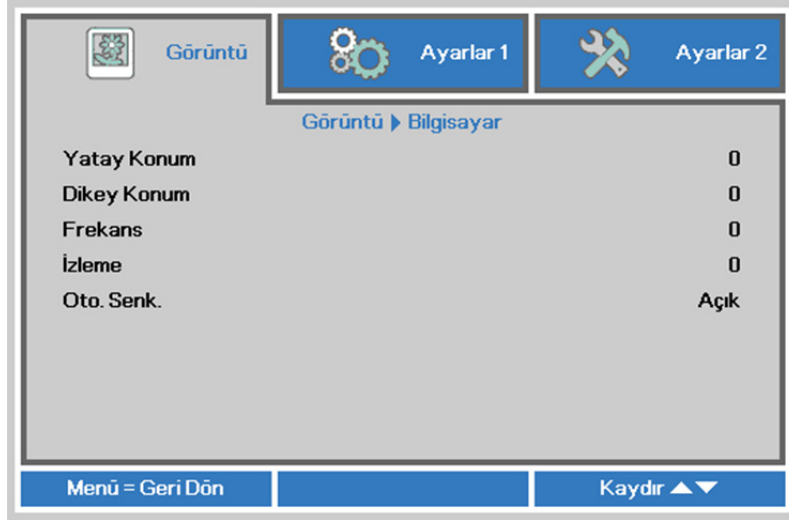 Görüntü
Ayarlar 1
Ayarlar 2
Görüntü ▶ Bilgisayar
Yatay Konum 0
Dikey Konum 0
Frekans 0
İzleme 0
Oto. Senk. Açık
Menü = Geri Dön
Kaydır ▲▼